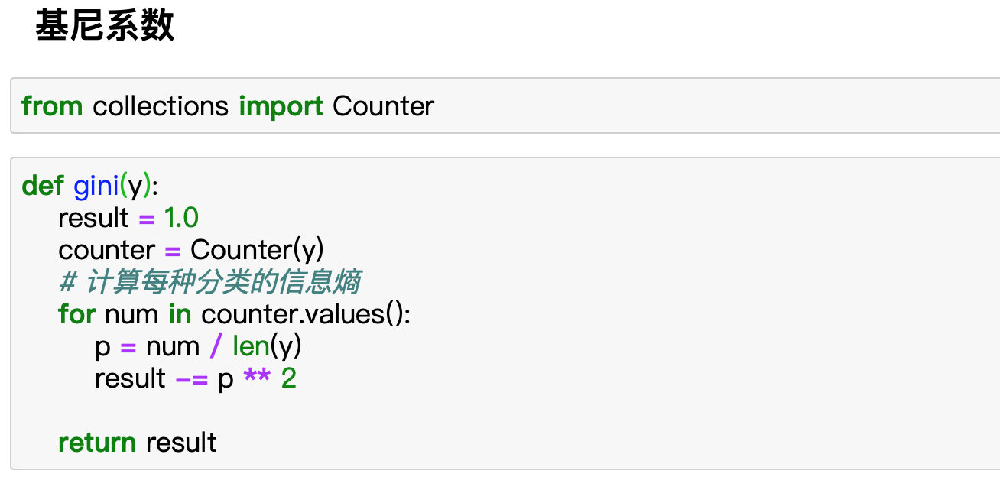 基尼系数
from collections import Counter
def gini(y):
    result = 1.0
    counter = Counter(y)
    # 计算每种分类的信息熵
    for num in counter.values():
        p = num / len(y)
        result -= p ** 2
    return result